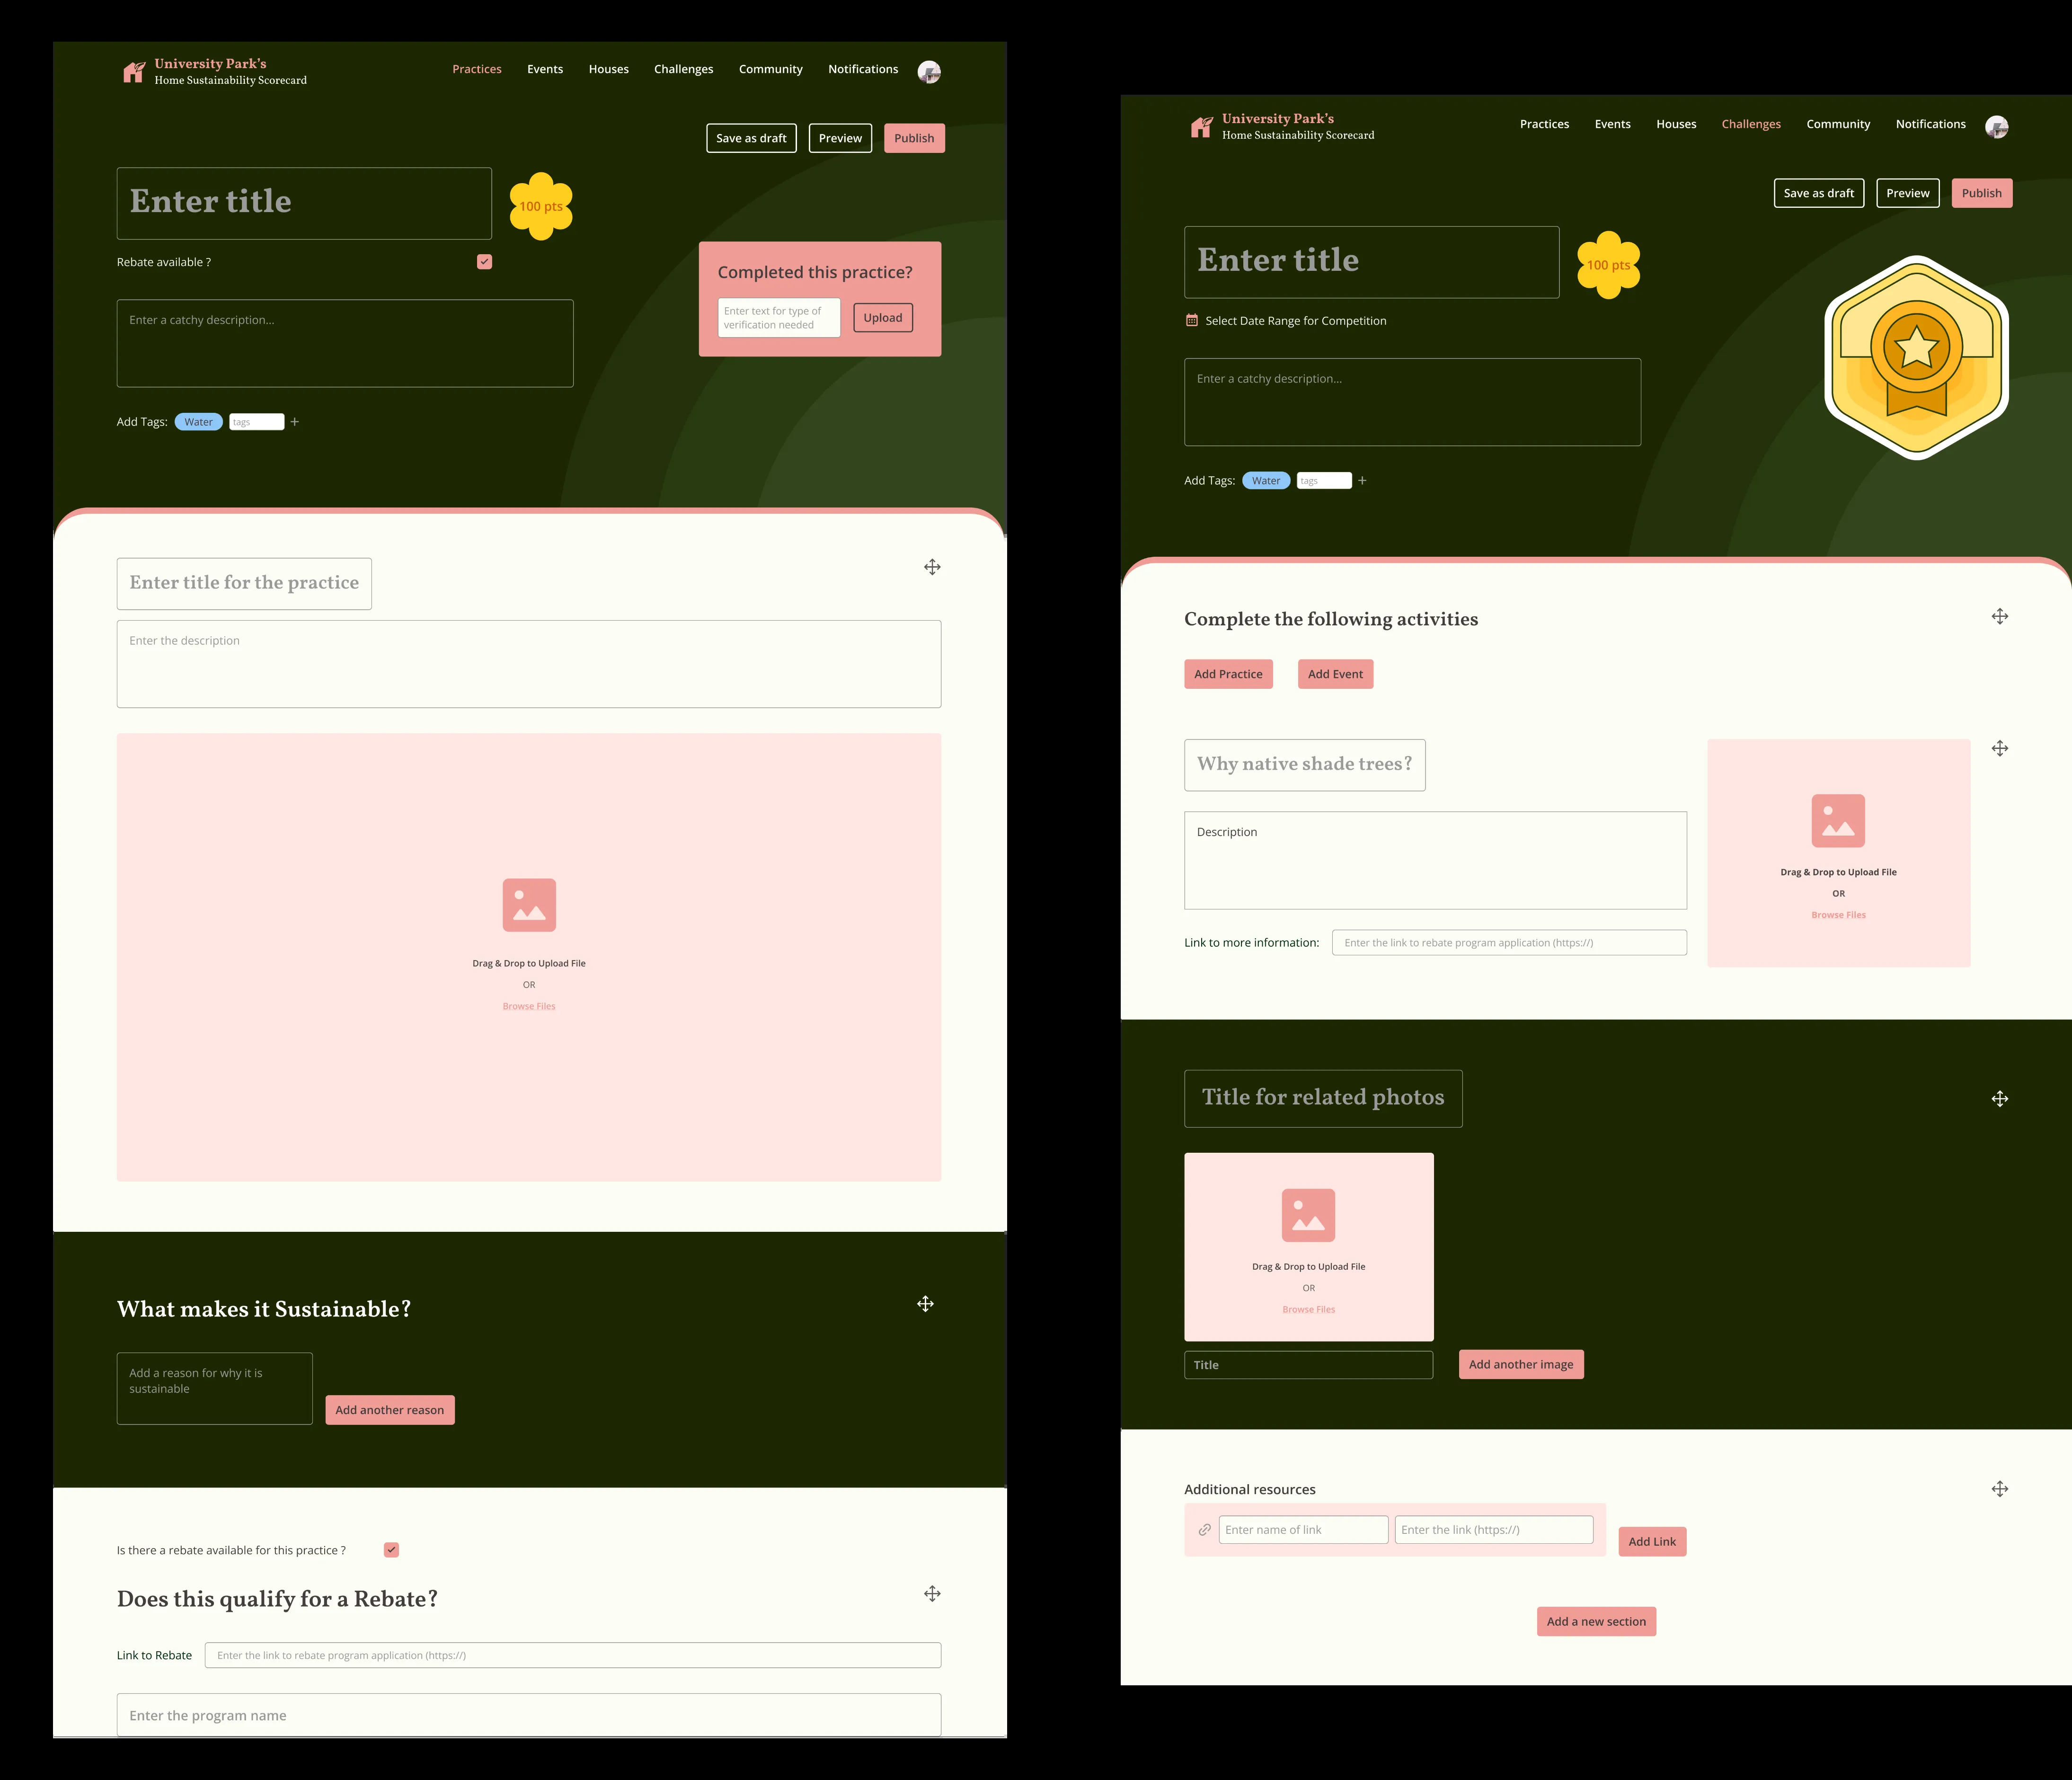 University Park's
Home Sustainability Scorecard
Practices Events Houses Challenges Community Notifications
Save as draft Preview Publish
Enter title
100 pts
Rebate available ?
Completed this practice?
Enter text for type of
verification needed
Upload
Enter a catchy description...
Add Tags: Water tags +
Enter title for the practice
Enter the description
Drag & Drop to Upload File
OR
Browse Files
What makes it Sustainable?
Add a reason for why it is
sustainable
Add another reason
Is there a rebate available for this practice ?
Does this qualify for a Rebate?
Link to Rebate Enter the link to rebate program application (https://)
Enter the program name
University Park's
Home Sustainability Scorecard
Practices Events Houses Challenges Community Notifications
Save as draft Preview Publish
Enter title
100 pts
Select Date Range for Competition
Enter a catchy description...
Add Tags: Water tags +
Complete the following activities
Add Practice Add Event
Why native shade trees?
Description
Link to more information: Enter the link to rebate program application (https://)
Drag & Drop to Upload File
OR
Browse Files
Title for related photos
Drag & Drop to Upload File
OR
Browse Files
Title
Add another image
Additional resources
Enter name of link Enter the link (https://)
Add Link
Add a new section